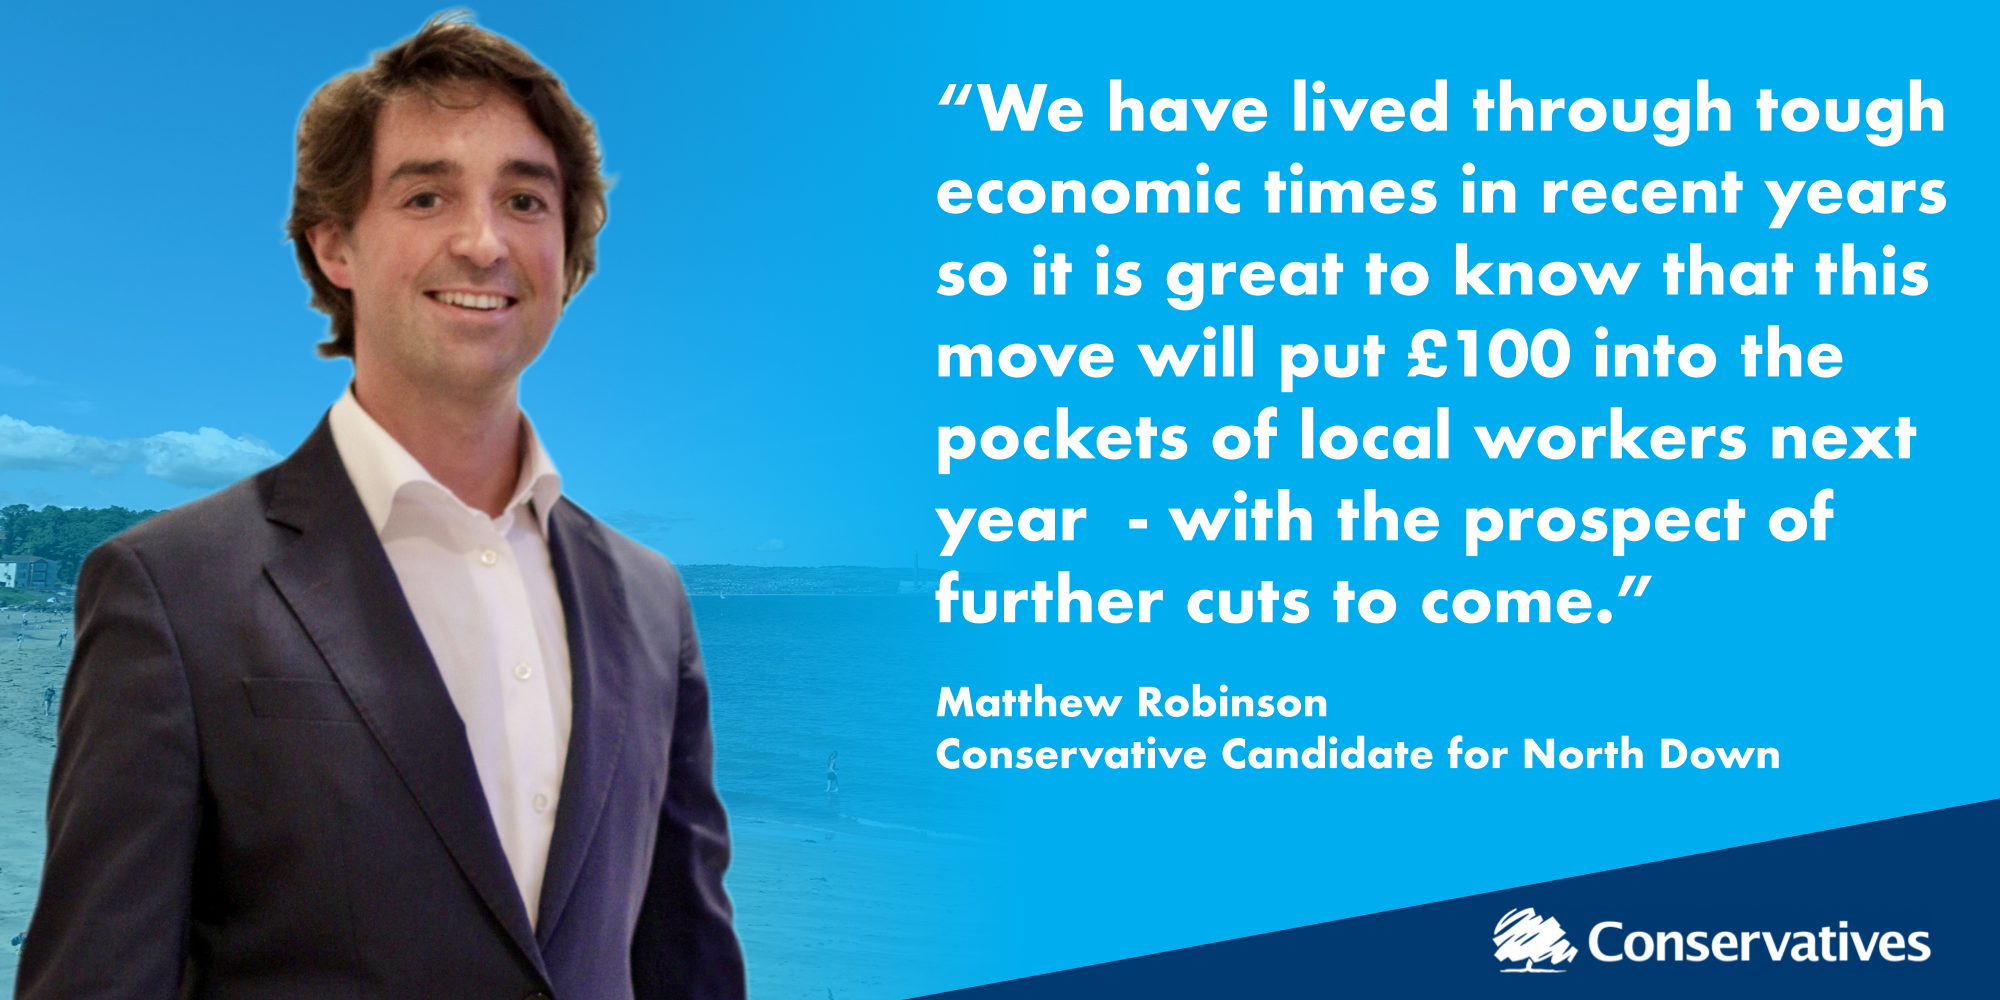 “We have lived through tough
economic times in recent years
so it is great to know that this
move will put £100 into the
pockets of local workers next
year  - with the prospect of
further cuts to come.”
Matthew Robinson
Conservative Candidate for North Down
Conservatives